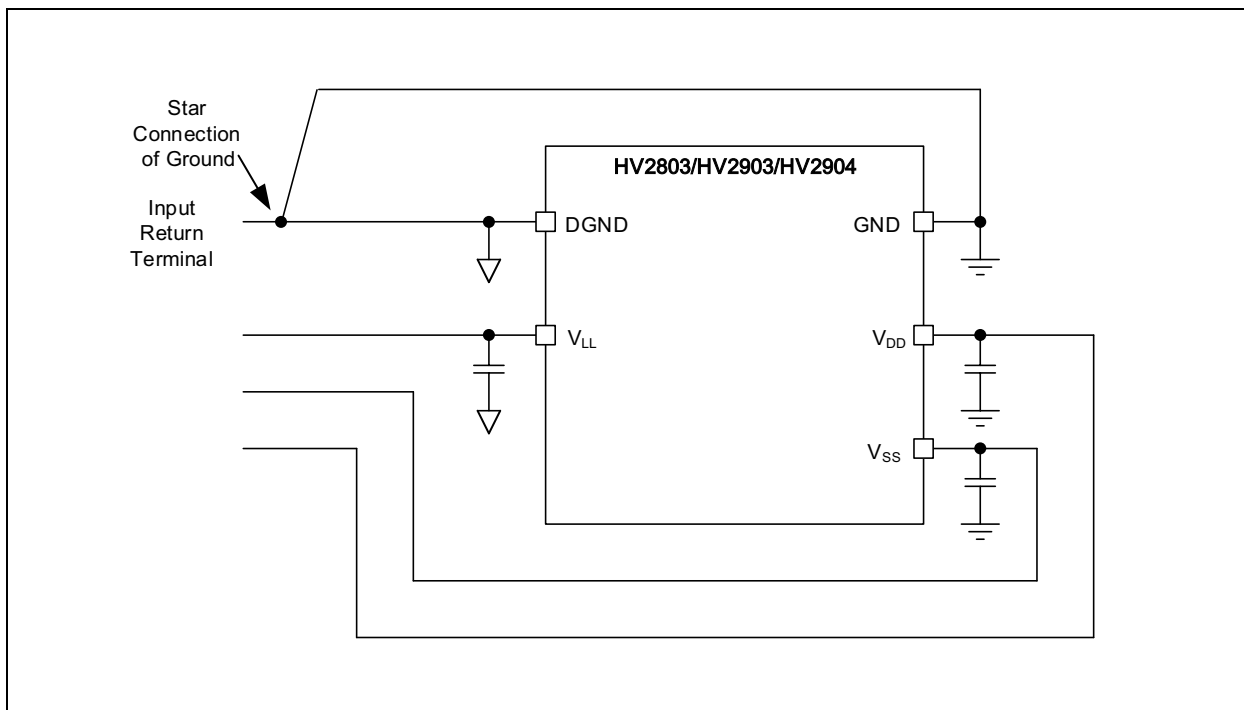 Star
Connection
of Ground
Input
Return
Terminal
HV2803/HV2903/HV2904
DGND
GND
VLL
VDD
VSS